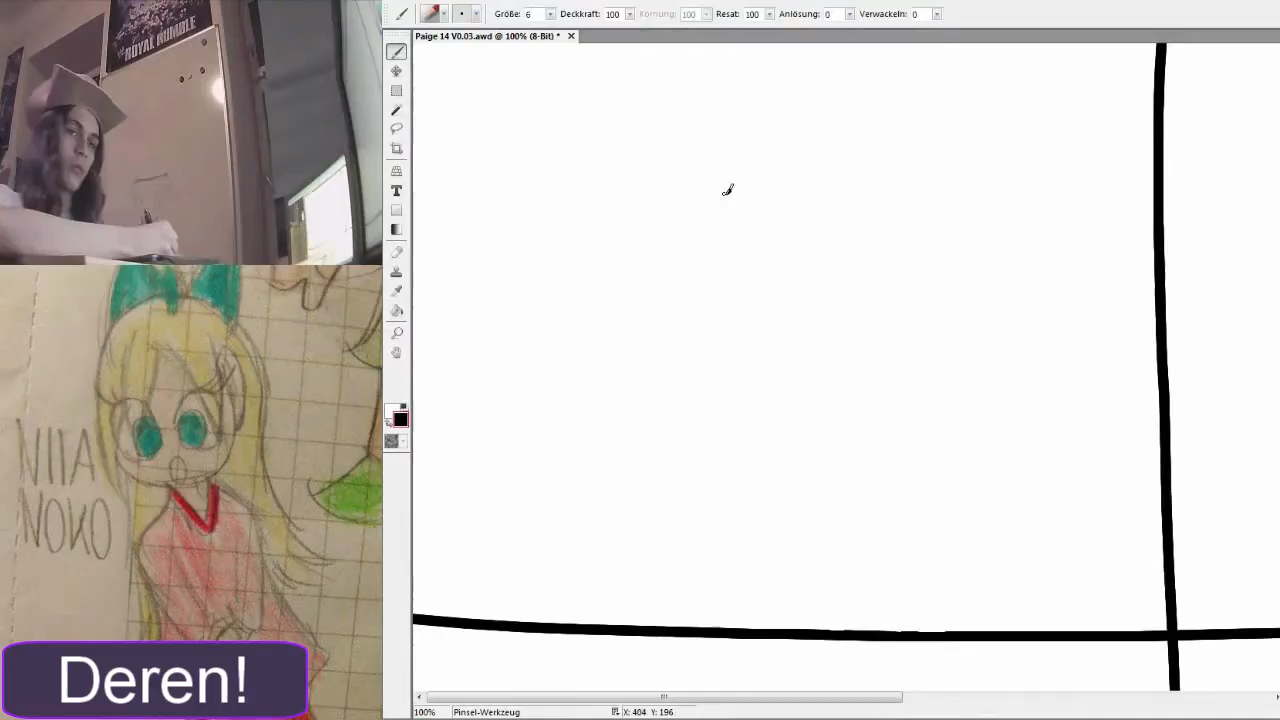 Größe: 6 Deckkraft: 100 Körnung: 100 Resat: 100 Anlösung: 0 Verwackeln: 0
Paige 14 V0.03.awd @ 100% (8-Bit) *
#ROYAL RUMBLE
T
NIIA
NOKO
Deren!
100% Pinsel-Werkzeug X: 404 Y: 196